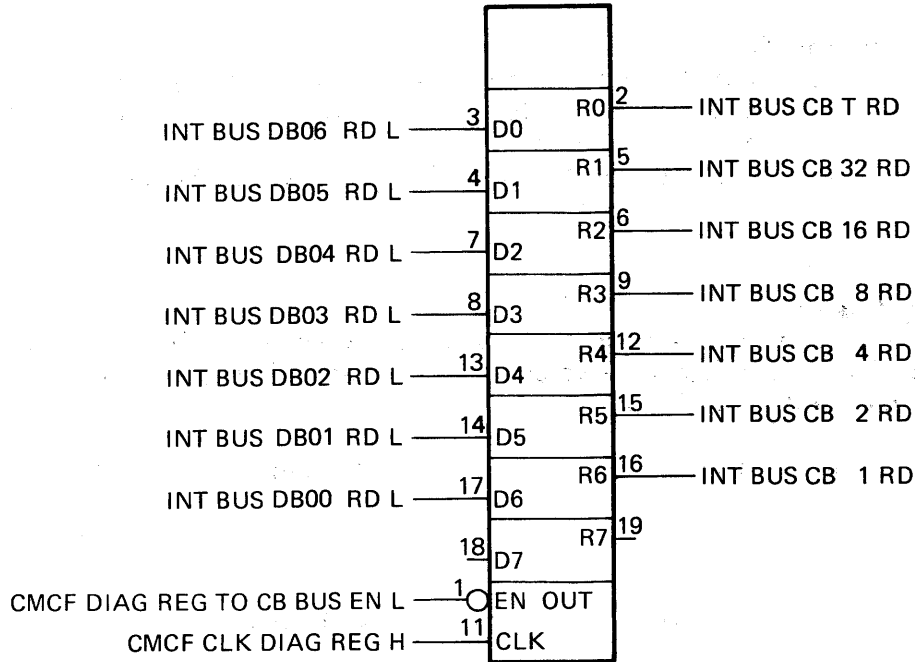 R0 2 INT BUS CB T RD
INT BUS DB06 RD L 3 D0
R1 5 INT BUS CB 32 RD
INT BUS DB05 RD L 4 D1
R2 6 INT BUS CB 16 RD
INT BUS DB04 RD L 7 D2
R3 9 INT BUS CB 8 RD
INT BUS DB03 RD L 8 D3
R4 12 INT BUS CB 4 RD
INT BUS DB02 RD L 13 D4
R5 15 INT BUS CB 2 RD
INT BUS DB01 RD L 14 D5
R6 16 INT BUS CB 1 RD
INT BUS DB00 RD L 17 D6
R7 19
18 D7
CMCF DIAG REG TO CB BUS EN L 1 EN OUT
CMCF CLK DIAG REG H 11 CLK